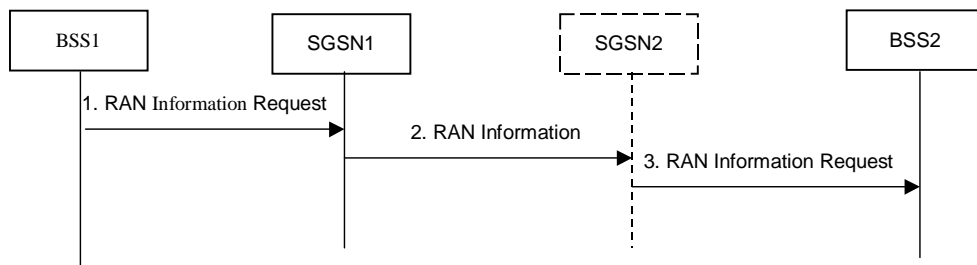 BSS1
SGSN1
SGSN2
BSS2
1. RAN Information Request
2. RAN Information
3. RAN Information Request